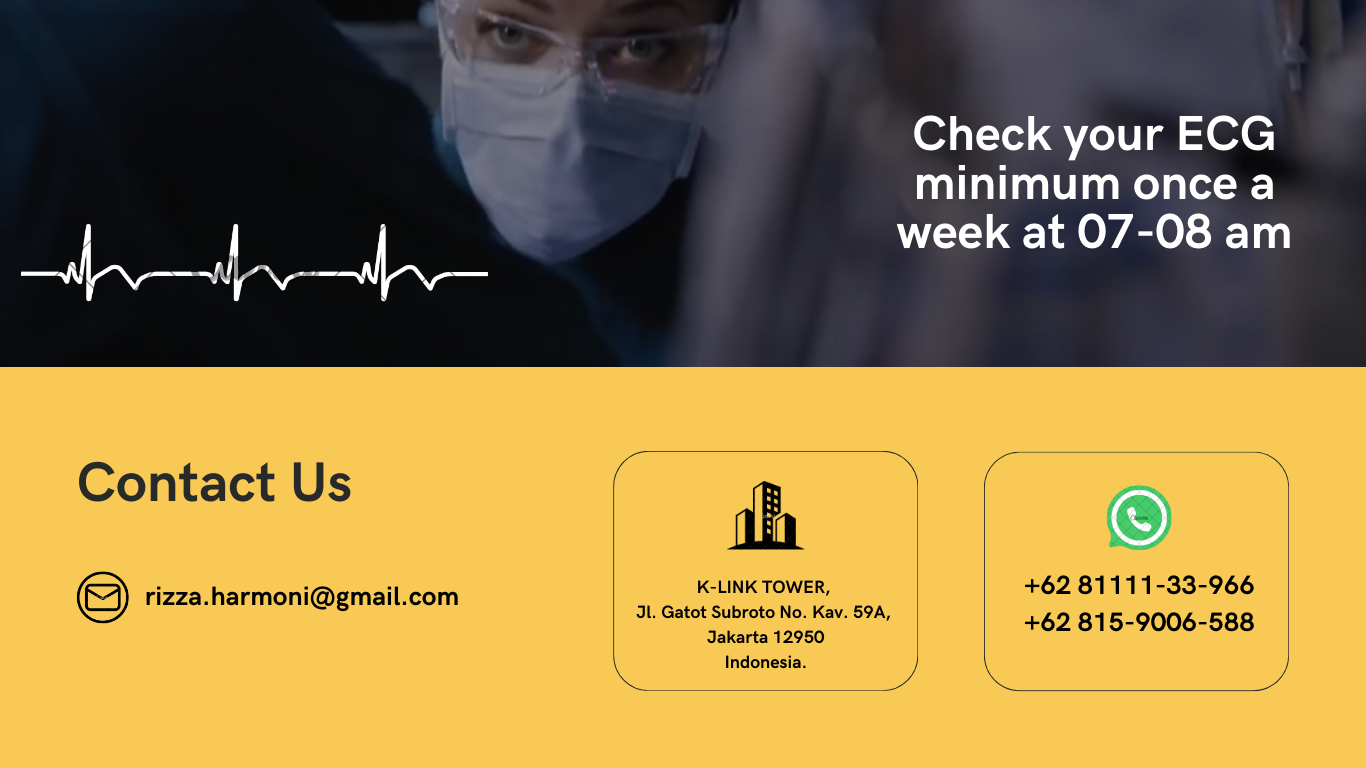 Check your ECG
minimum once a
week at 07-08 am
Contact Us
rizza.harmoni@gmail.com
K-LINK TOWER,
Jl. Gatot Subroto No. Kav. 59A,
Jakarta 12950
Indonesia.
+62 81111-33-966
+62 815-9006-588